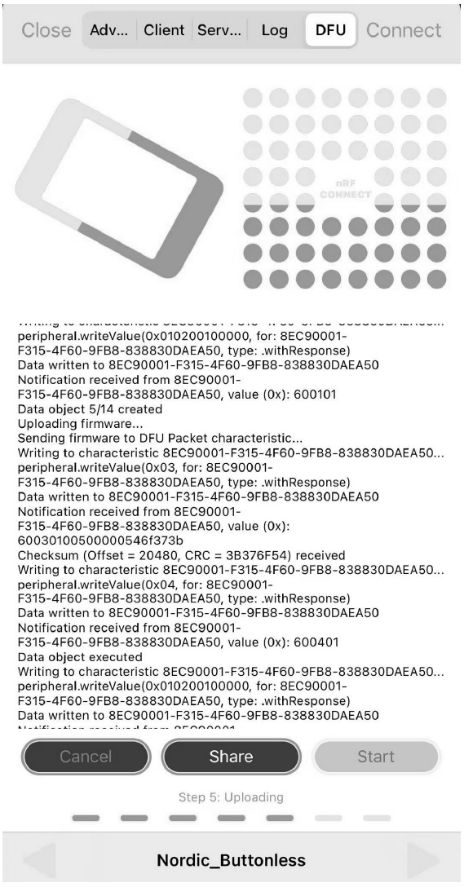 Close Adv... Client Serv... Log DFU Connect
nRF
CONNECT
peripheral.writeValue(0x010200100000, for: 8EC90001-
F315-4F60-9FB8-838830DAEA50, type: .withResponse)
Data written to 8EC90001-F315-4F60-9FB8-838830DAEA50
Notification received from 8EC90001-
F315-4F60-9FB8-838830DAEA50, value (0x): 600101
Data object 5/14 created
Uploading firmware...
Sending firmware to DFU Packet characteristic...
Writing to characteristic 8EC90001-F315-4F60-9FB8-838830DAEA50...
peripheral.writeValue(0x03, for: 8EC90001-
F315-4F60-9FB8-838830DAEA50, type: .withResponse)
Data written to 8EC90001-F315-4F60-9FB8-838830DAEA50
Notification received from 8EC90001-
F315-4F60-9FB8-838830DAEA50, value (0x):
60030100500000546f373b
Checksum (Offset = 20480, CRC = 3B376F54) received
Writing to characteristic 8EC90001-F315-4F60-9FB8-838830DAEA50...
peripheral.writeValue(0x04, for: 8EC90001-
F315-4F60-9FB8-838830DAEA50, type: .withResponse)
Data written to 8EC90001-F315-4F60-9FB8-838830DAEA50
Notification received from 8EC90001-
F315-4F60-9FB8-838830DAEA50, value (0x): 600401
Data object executed
Writing to characteristic 8EC90001-F315-4F60-9FB8-838830DAEA50...
peripheral.writeValue(0x010200100000, for: 8EC90001-
F315-4F60-9FB8-838830DAEA50, type: .withResponse)
Data written to 8EC90001-F315-4F60-9FB8-838830DAEA50
Cancel Share Start
Step 5: Uploading
Nordic_Buttonless